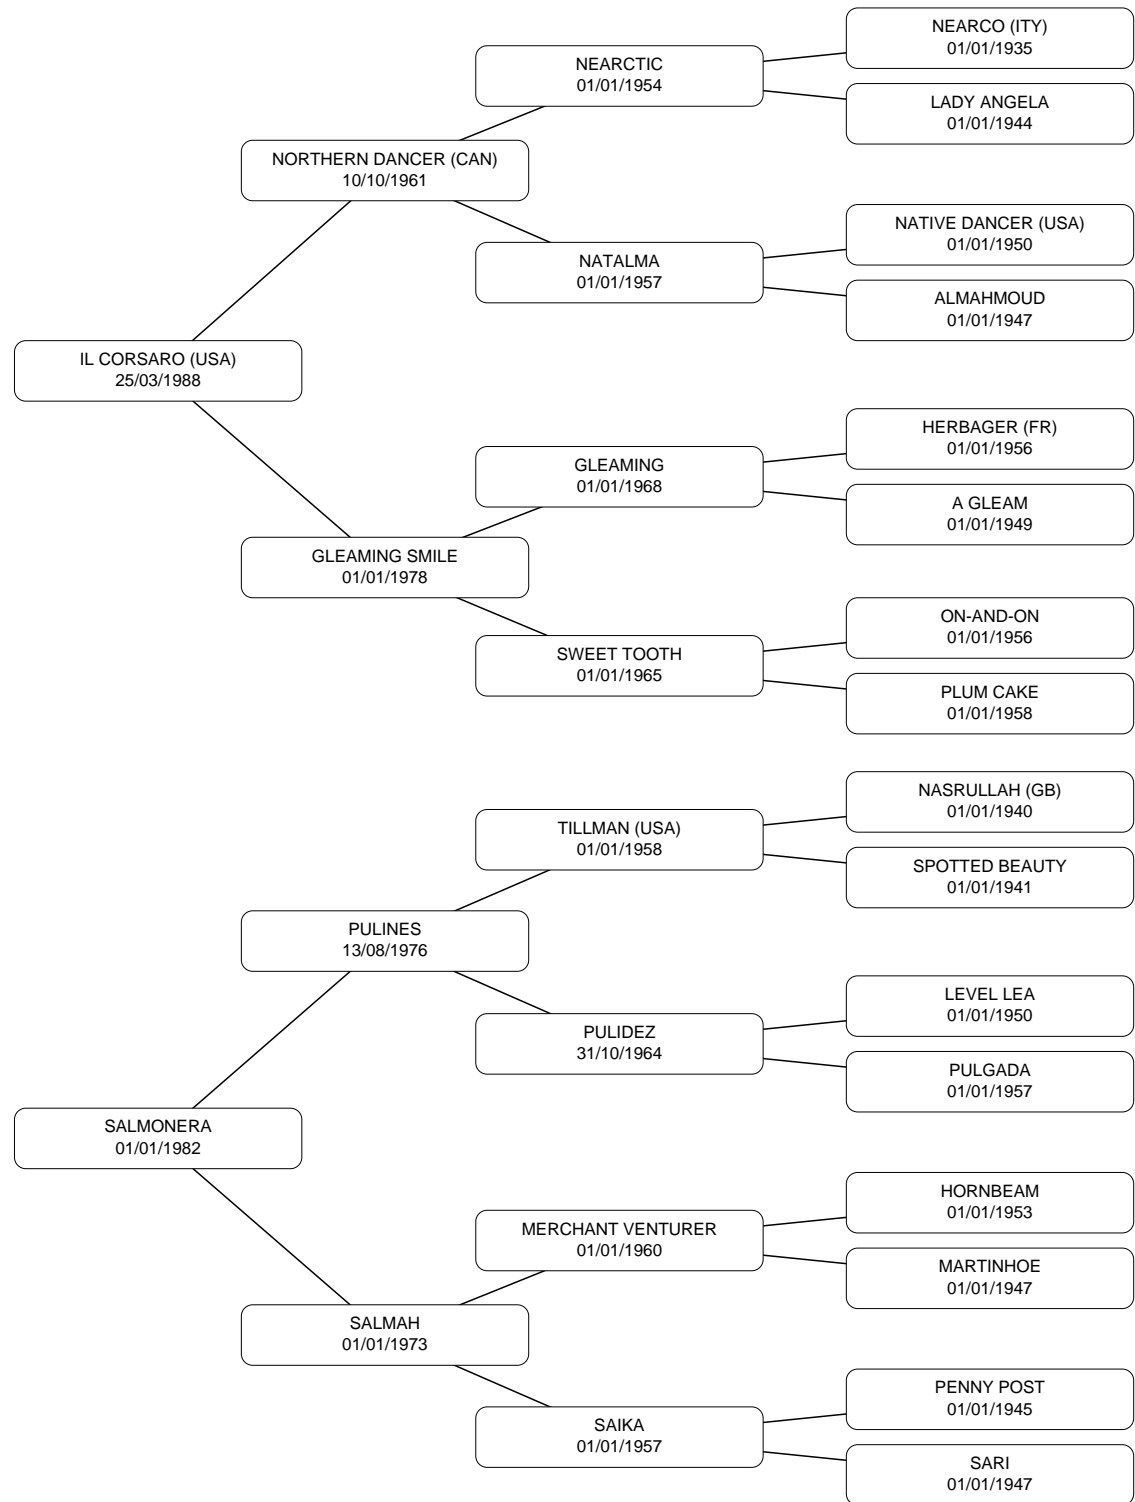 NEARCO (ITY)
01/01/1935
NEARCTIC
01/01/1954
LADY ANGELA
01/01/1944
NORTHERN DANCER (CAN)
10/10/1961
NATIVE DANCER (USA)
01/01/1950
NATALMA
01/01/1957
ALMAHMOUD
01/01/1947
IL CORSARO (USA)
25/03/1988
HERBAGER (FR)
01/01/1956
GLEAMING
01/01/1968
A GLEAM
01/01/1949
GLEAMING SMILE
01/01/1978
ON-AND-ON
01/01/1956
SWEET TOOTH
01/01/1965
PLUM CAKE
01/01/1958
NASRULLAH (GB)
01/01/1940
TILLMAN (USA)
01/01/1958
SPOTTED BEAUTY
01/01/1941
PULINES
13/08/1976
LEVEL LEA
01/01/1950
PULIDEZ
31/10/1964
PULGADA
01/01/1957
SALMONERA
01/01/1982
HORNBEAM
01/01/1953
MERCHANT VENTURER
01/01/1960
MARTINHOE
01/01/1947
SALMAH
01/01/1973
PENNY POST
01/01/1945
SAIKA
01/01/1957
SARI
01/01/1947